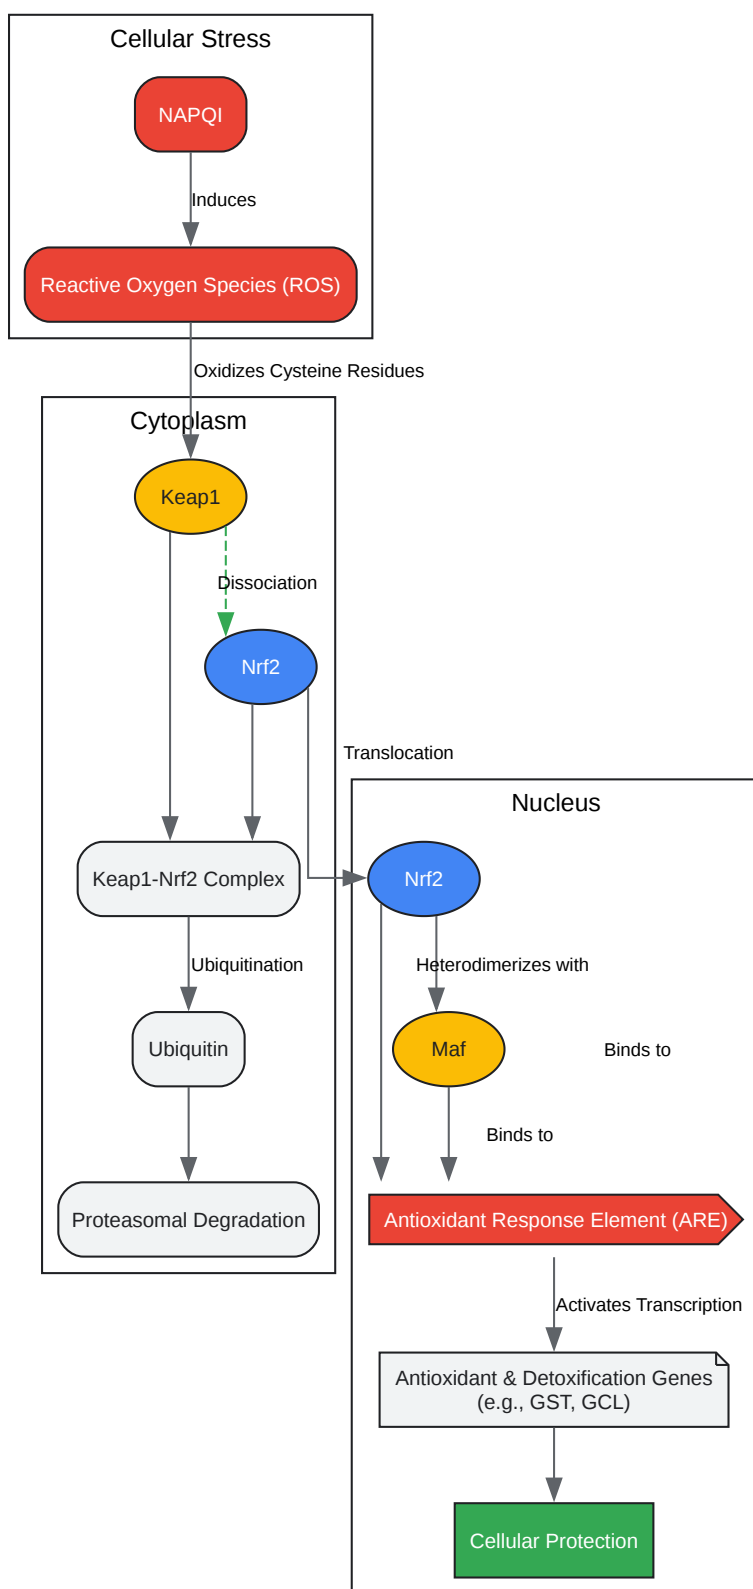 Cellular Stress
NAPQI
Induces
Reactive Oxygen Species (ROS)
Oxidizes Cysteine Residues
Cytoplasm
Keap1
Dissociation
Nrf2
Translocation
Nucleus
Keap1-Nrf2 Complex
Nrf2
Ubiquitination
Heterodimerizes with
Ubiquitin
Maf
Binds to
Binds to
Proteasomal Degradation
Antioxidant Response Element (ARE)
Activates Transcription
Antioxidant & Detoxification Genes
(e.g., GST, GCL)
Cellular Protection